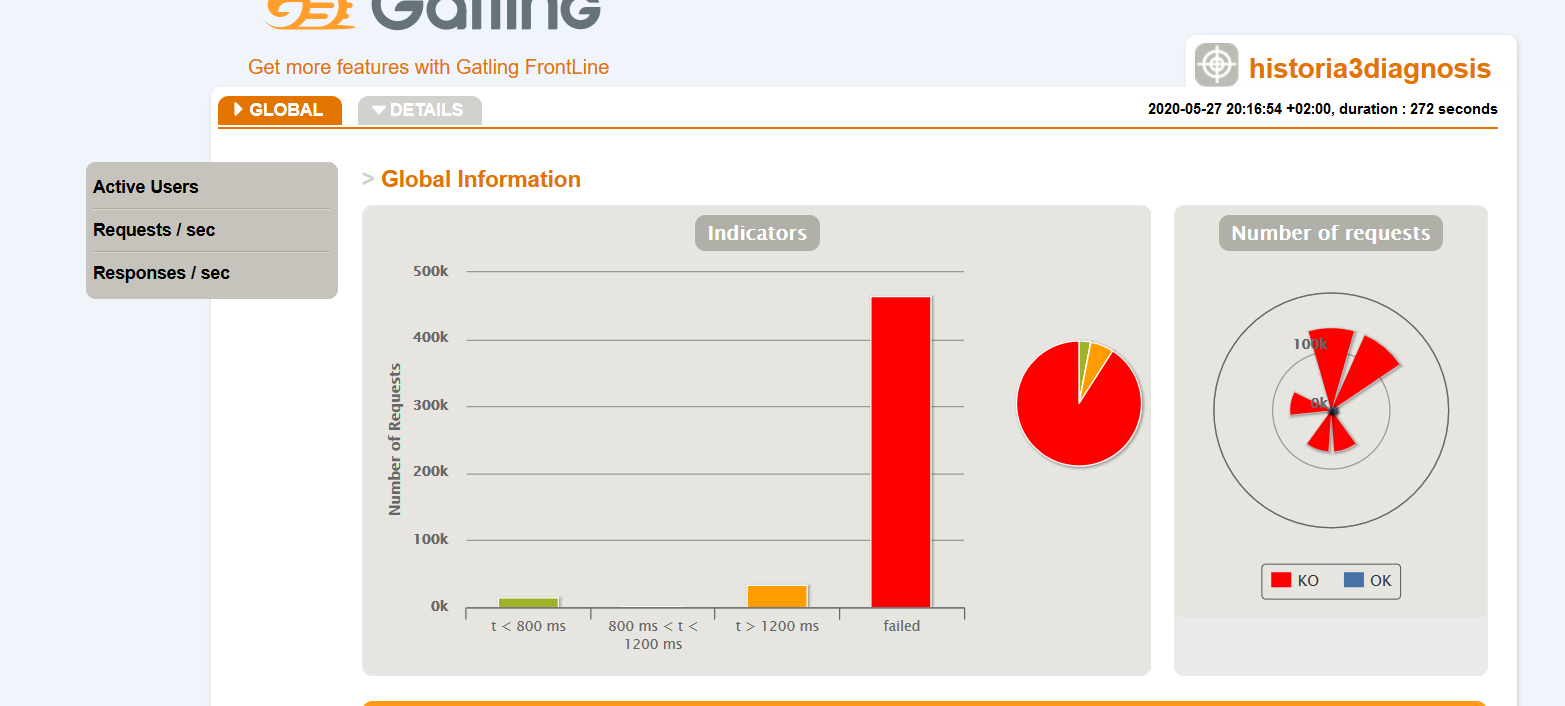 Gatling
Get more features with Gatling FrontLine
historia3diagnosis
GLOBAL
DETAILS
2020-05-27 20:16:54 +02:00, duration : 272 seconds
Active Users
Requests / sec
Responses / sec
> Global Information
Indicators
Number of Requests
500k
400k
300k
200k
100k
0k
t < 800 ms
800 ms < t <
1200 ms
t > 1200 ms
failed
Number of requests
100k
0k
KO
OK